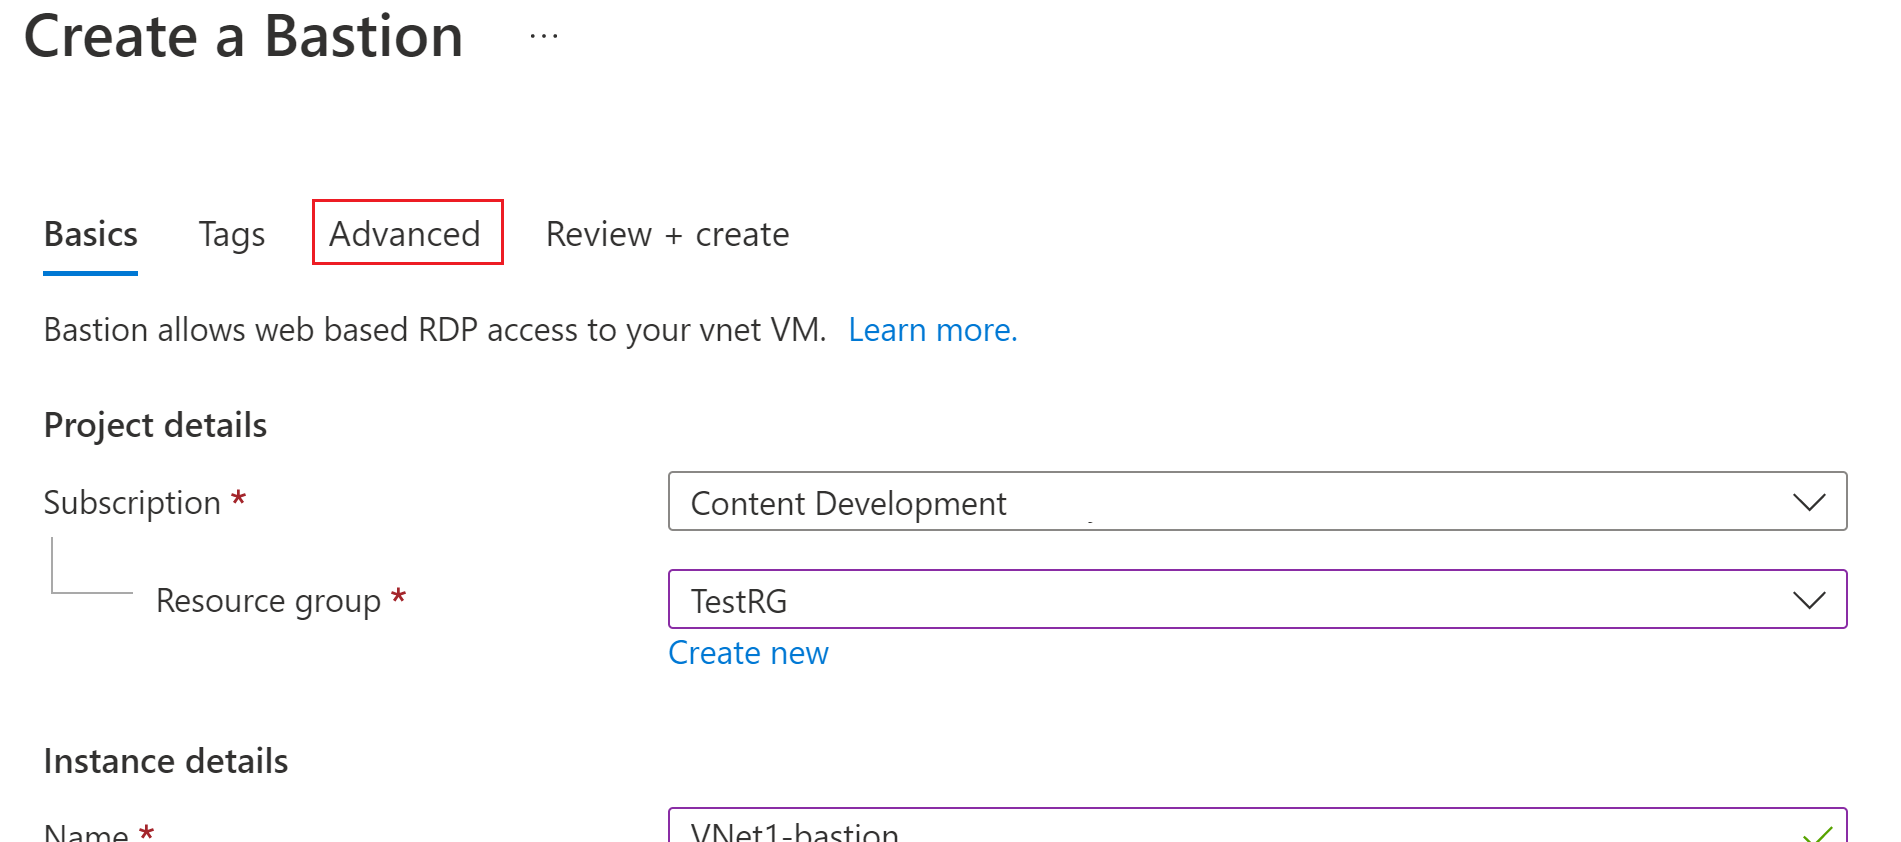 Create a Bastion ...
Basics Tags Advanced Review + create
Bastion allows web based RDP access to your vnet VM. Learn more.
Project details
Subscription * Content Development
Resource group * TestRG
Create new
Instance details
Name * VNet1-bastion